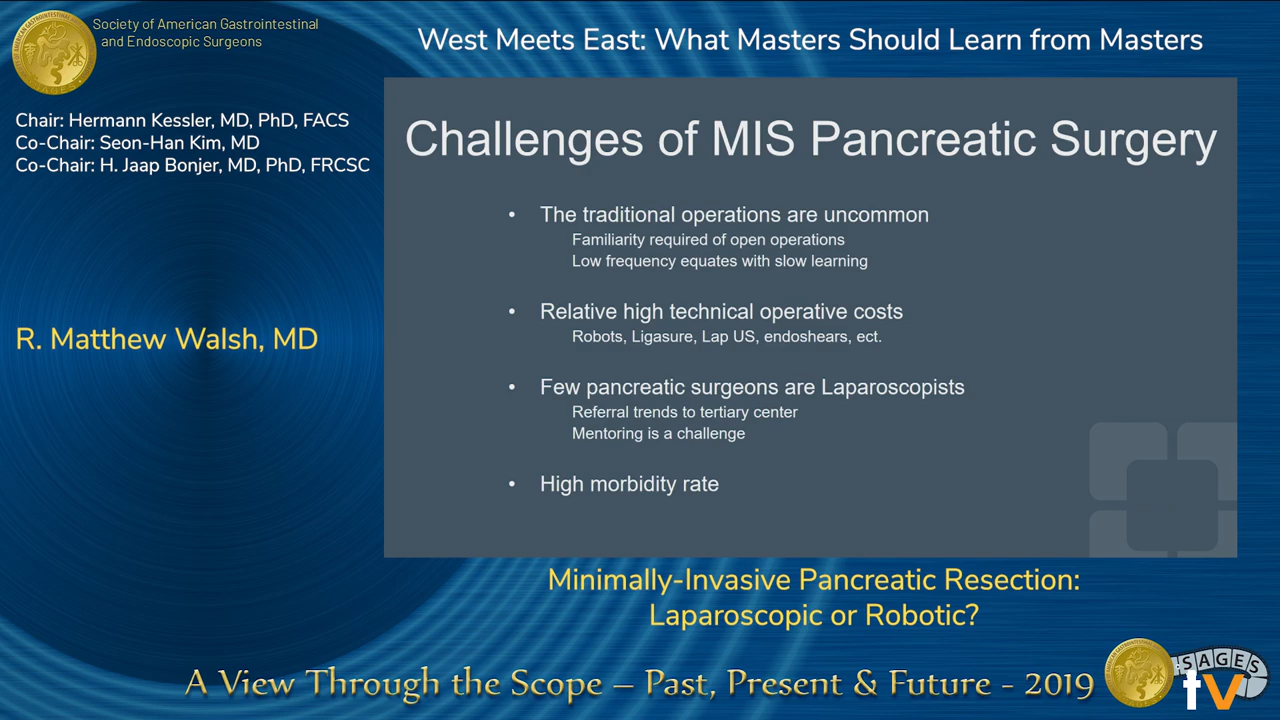 Society of American Gastrointestinal
and Endoscopic Surgeons
West Meets East: What Masters Should Learn from Masters
Chair: Hermann Kessler, MD, PhD, FACS
Co-Chair: Seon-Han Kim, MD
Co-Chair: H. Jaap Bonjer, MD, PhD, FRCSC
R. Matthew Walsh, MD
Challenges of MIS Pancreatic Surgery
• The traditional operations are uncommon
Familiarity required of open operations
Low frequency equates with slow learning
• Relative high technical operative costs
Robots, Ligasure, Lap US, endoshears, ect.
• Few pancreatic surgeons are Laparoscopists
Referral trends to tertiary center
Mentoring is a challenge
• High morbidity rate
Minimally-Invasive Pancreatic Resection:
Laparoscopic or Robotic?
A View Through the Scope – Past, Present & Future - 2019
SAGES
tv